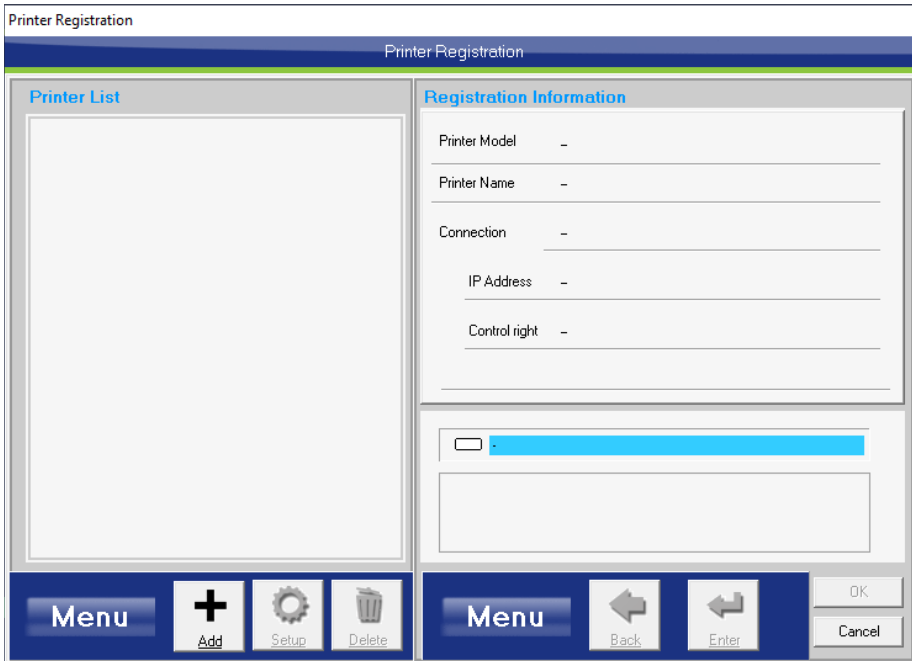 Printer Registration
Printer Registration
Printer List
Registration Information
Printer Model -
Printer Name -
Connection -
IP Address -
Control right -
-
Menu
Add
Setup
Delete
Menu
Back
Enter
OK
Cancel